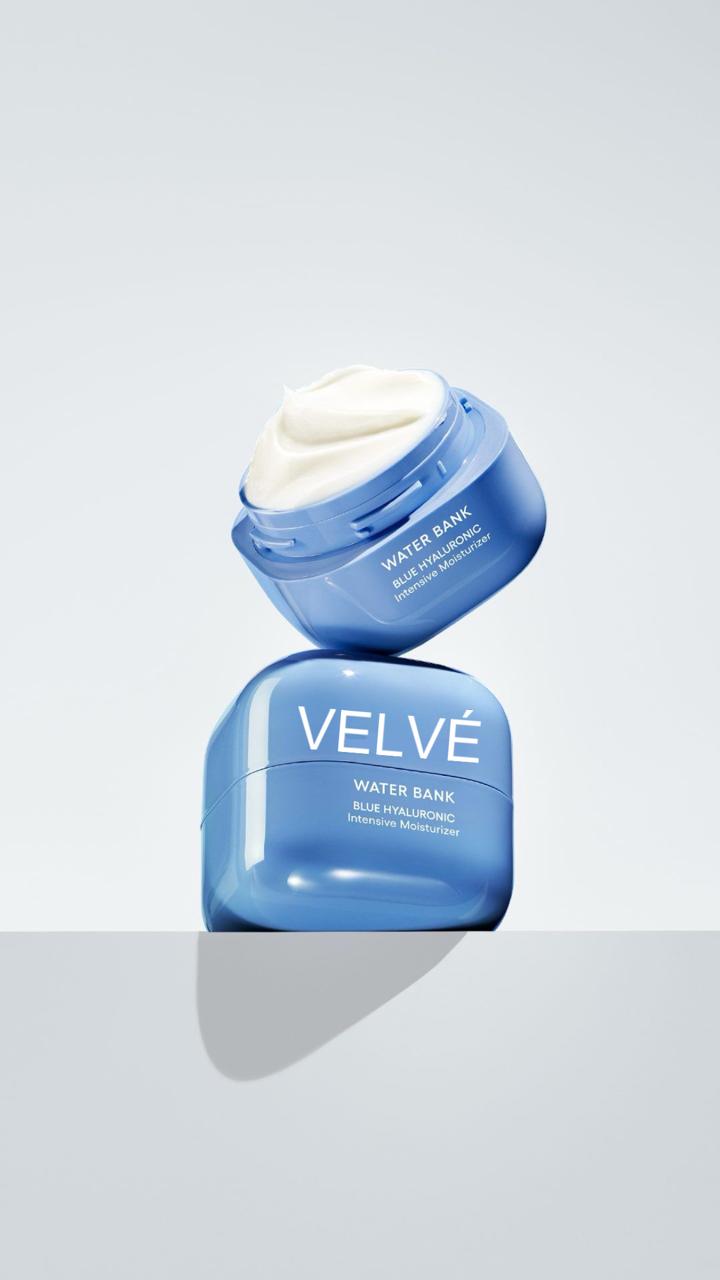 WATER BANK
BLUE HYALURONIC
Intensive Moisturizer
VELVÉ
WATER BANK
BLUE HYALURONIC
Intensive Moisturizer